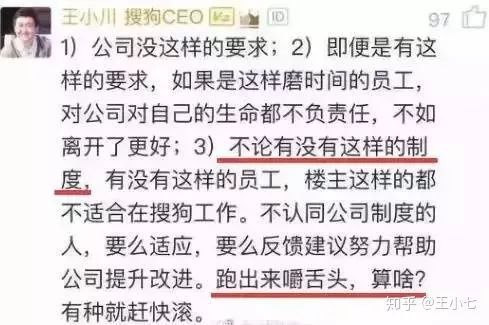 王小川 搜狗CEO V2 ID 97
1）公司没这样的要求；2）即便是有这
样的要求，如果是这样磨时间的员工，
对公司对自己的生命都不负责任，不如
离开了更好；3）不论有没有这样的制
度，有没有这样的员工，楼主这样的都
不适合在搜狗工作。不认同公司制度的
人，要么适应，要么反馈建议努力帮助
公司提升改进。跑出来嚼舌头，算啥？
有种就赶快滚。
知乎 @王小七